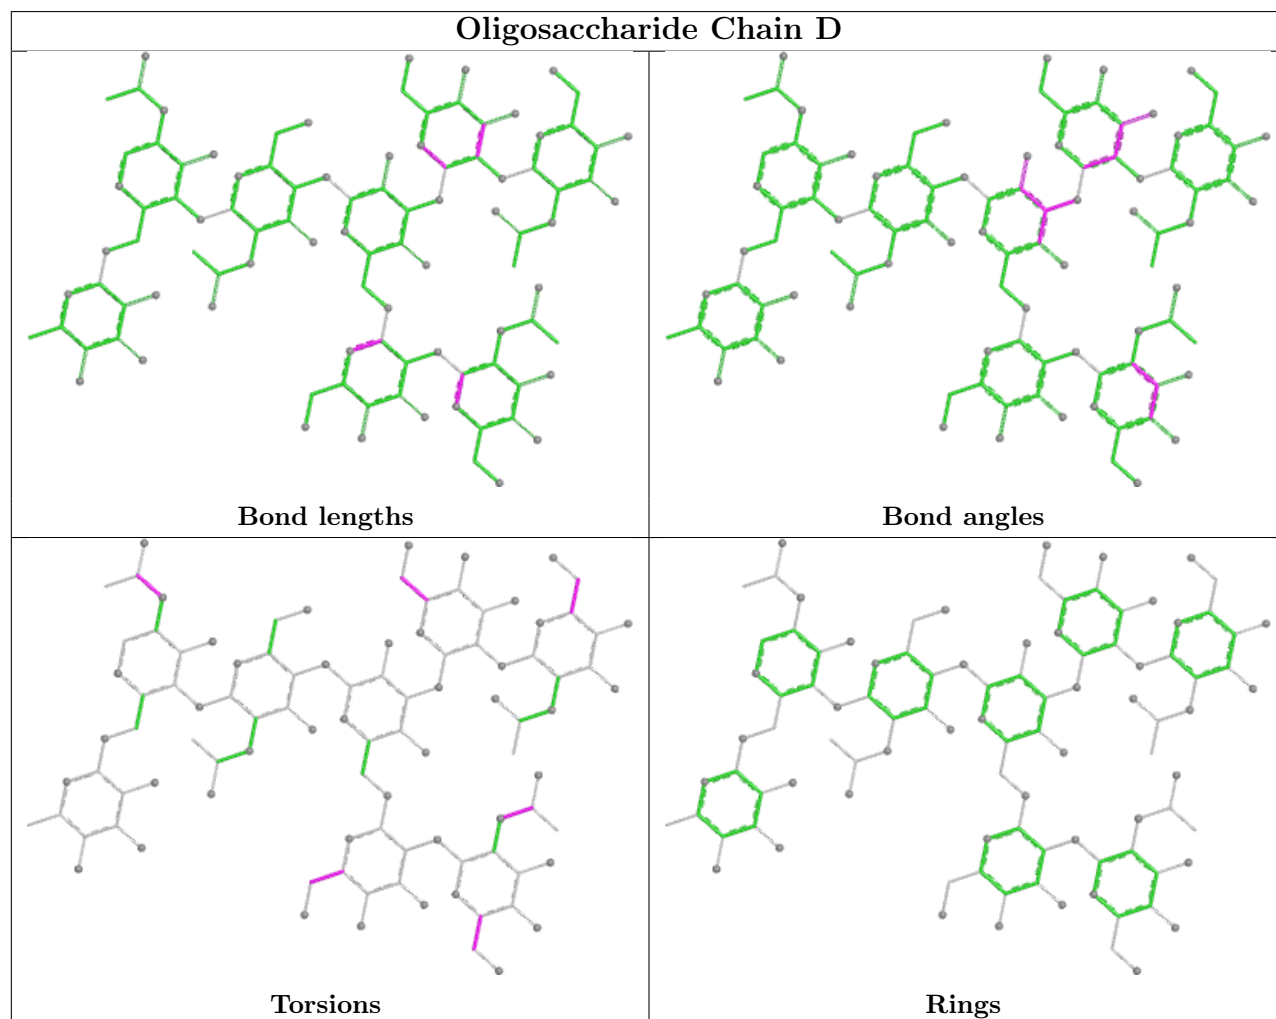 Oligosaccharide Chain D
Bond lengths
Bond angles
Torsions
Rings